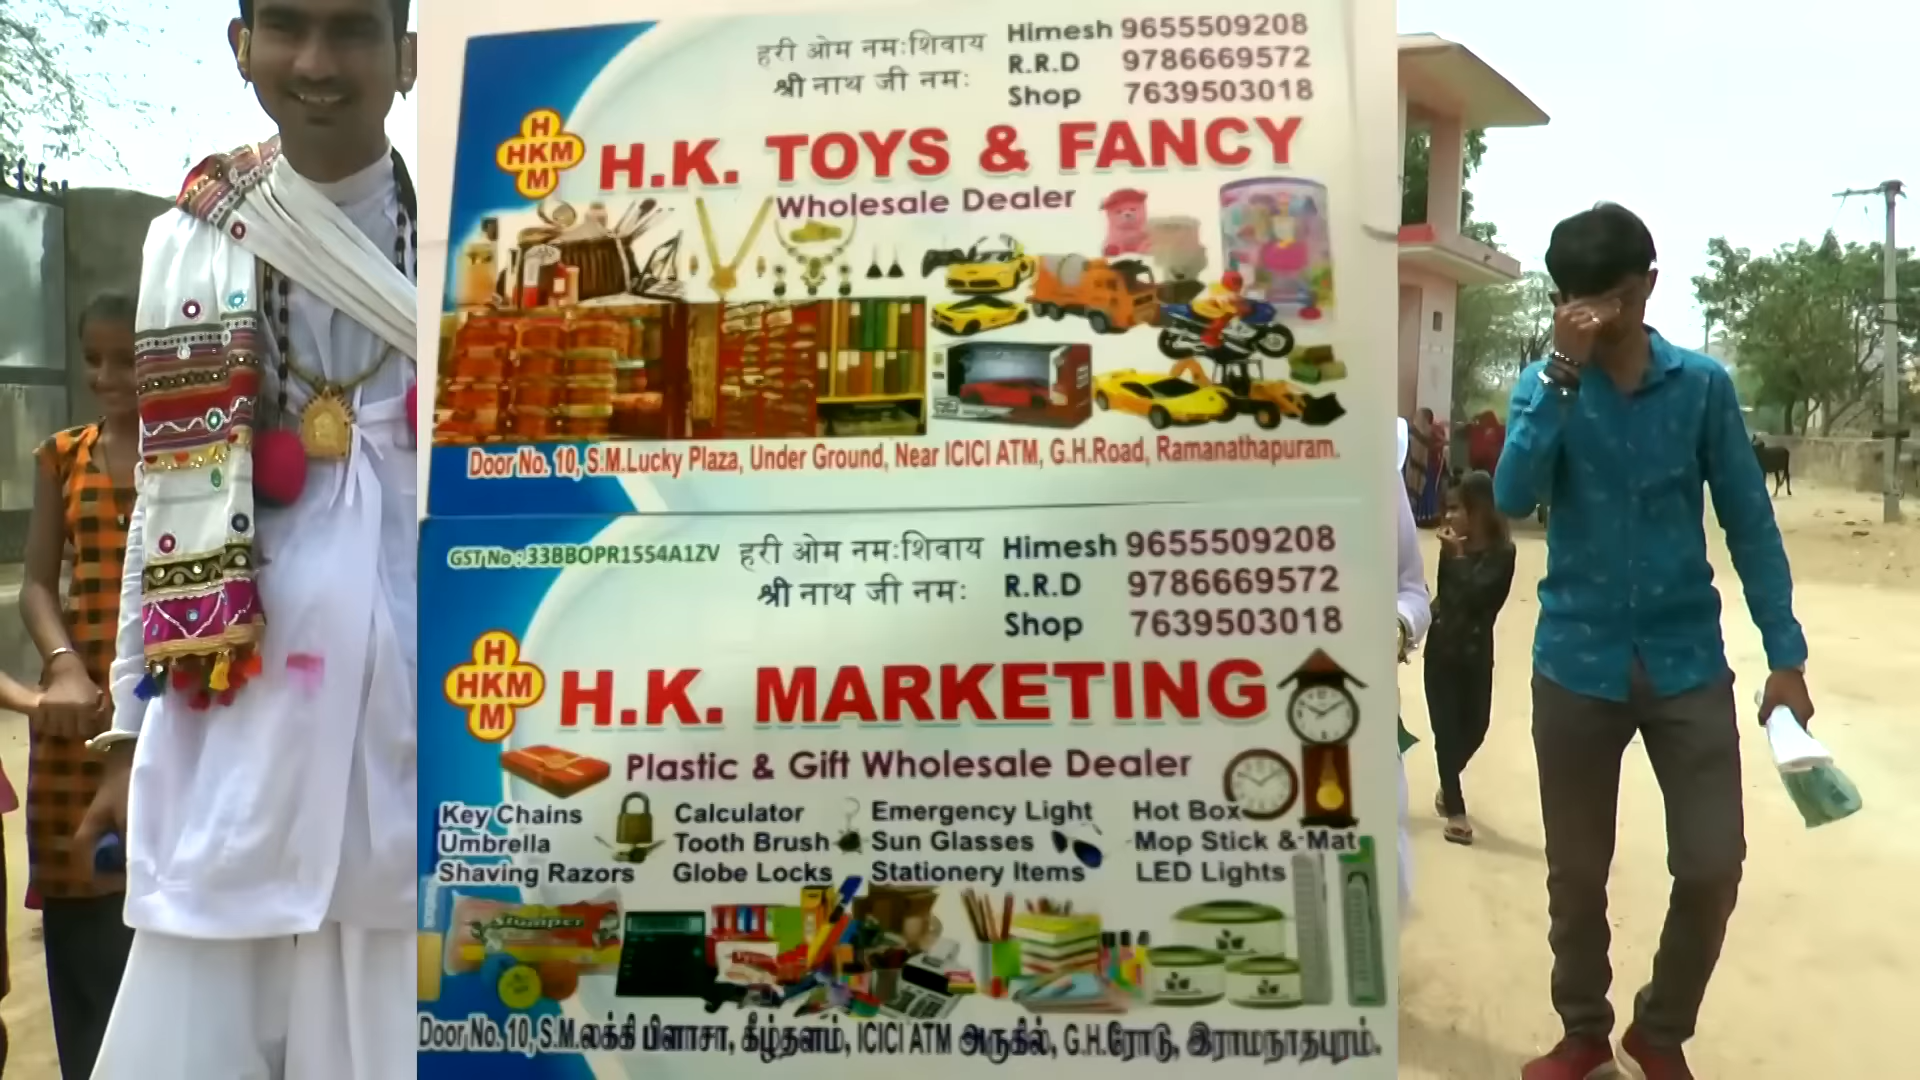 हरी ओम नमःशिवाय
श्री नाथ जी नमः
Himesh 9655509208
R.R.D 9786669572
Shop 7639503018
H
HKM
M
H.K. TOYS & FANCY
Wholesale Dealer
Door No. 10, S.M.Lucky Plaza, Under Ground, Near ICICI ATM, G.H.Road, Ramanathapuram.
GST No : 33BBOPR1554A1ZV
हरी ओम नमःशिवाय
श्री नाथ जी नमः
Himesh 9655509208
R.R.D 9786669572
Shop 7639503018
H
HKM
M
H.K. MARKETING
Plastic & Gift Wholesale Dealer
Key Chains Calculator Emergency Light Hot Box
Umbrella Tooth Brush Sun Glasses Mop Stick & Mat
Shaving Razors Globe Locks Stationery Items LED Lights
Stumper
Door No. 10, S.M.லக்கி பிளாசா, கீழ்தளம், ICICI ATM அருகில், G.H.ரோடு, இராமநாதபுரம்.